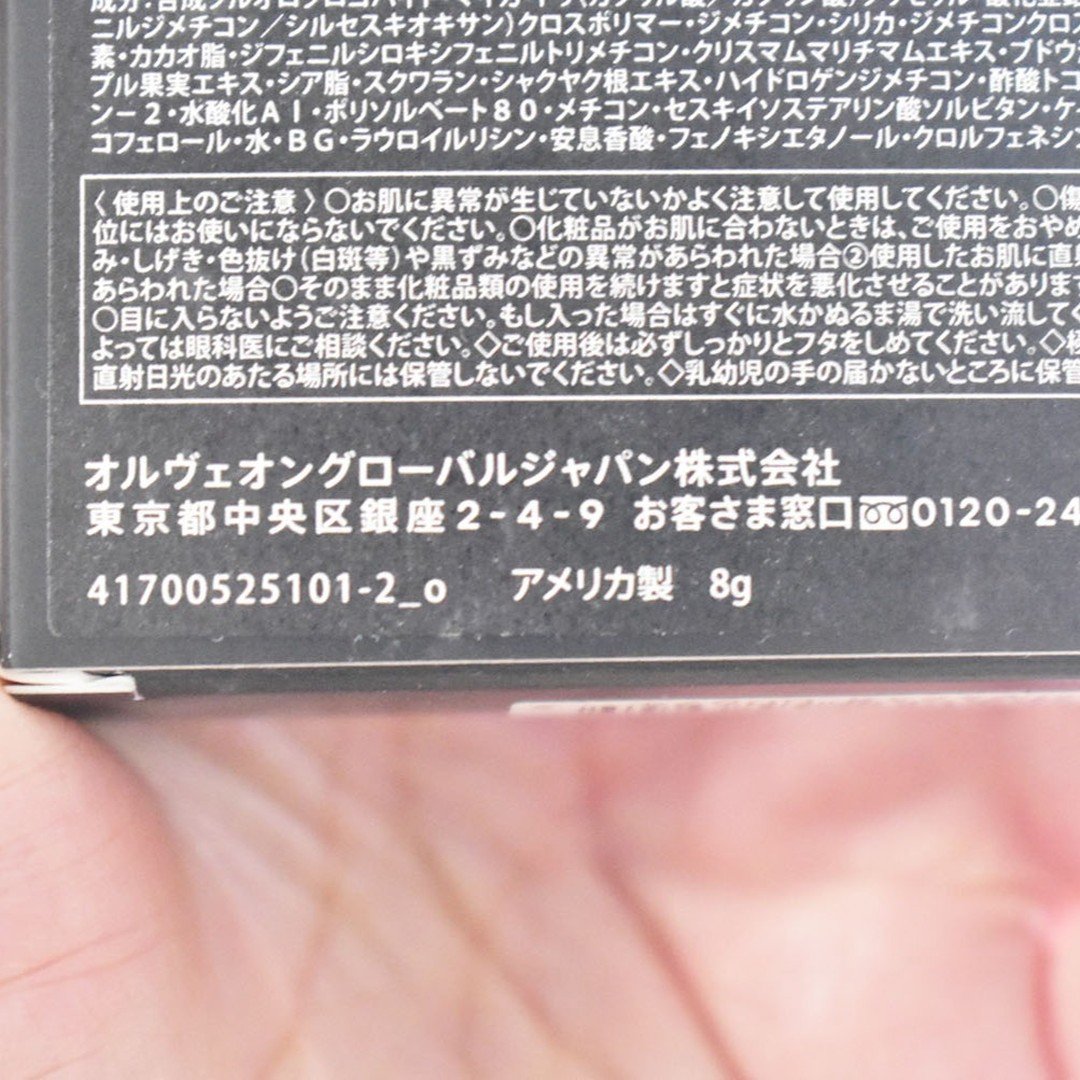 ニルジメチコン／シルセスキオキサン)クロスポリマー・ジメチコン・シリカ・ジメチコンクロス
素・カカオ脂・ジフェニルシロキシフェニルトリメチコン・クリスマムマリチマムエキス・ブドウ
プル果実エキス・シア脂・スクワラン・シャクヤク根エキス・ハイドロゲンジメチコン・酢酸トコ
ン－2・水酸化Aｌ・ポリソルベート80・メチコン・セスキイソステアリン酸ソルビタン・ケ
コフェロール・水・BG・ラウロイルリシン・安息香酸・フェノキシエタノール・クロルフェネシン
〈使用上のご注意〉○お肌に異常が生じていないかよく注意して使用してください。○傷
位にはお使いにならないでください。○化粧品がお肌に合わないときは、ご使用をおやめ
み・しげき・色抜け(白斑等)や黒ずみなどの異常があらわれた場合②使用したお肌に直射
あらわれた場合○そのまま化粧品類の使用を続けますと症状を悪化させることがあります
○目に入らないようご注意ください。もし入った場合はすぐに水かぬるま湯で洗い流してく
よっては眼科医にご相談ください。◇ご使用後は必ずしっかりとフタをしめてください。◇極
直射日光のあたる場所には保管しないでください。◇乳幼児の手の届かないところに保管
オルヴェオングローバルジャパン株式会社
東京都中央区銀座2-4-9 お客さま窓口 0120-24
41700525101-2_o アメリカ製 8g